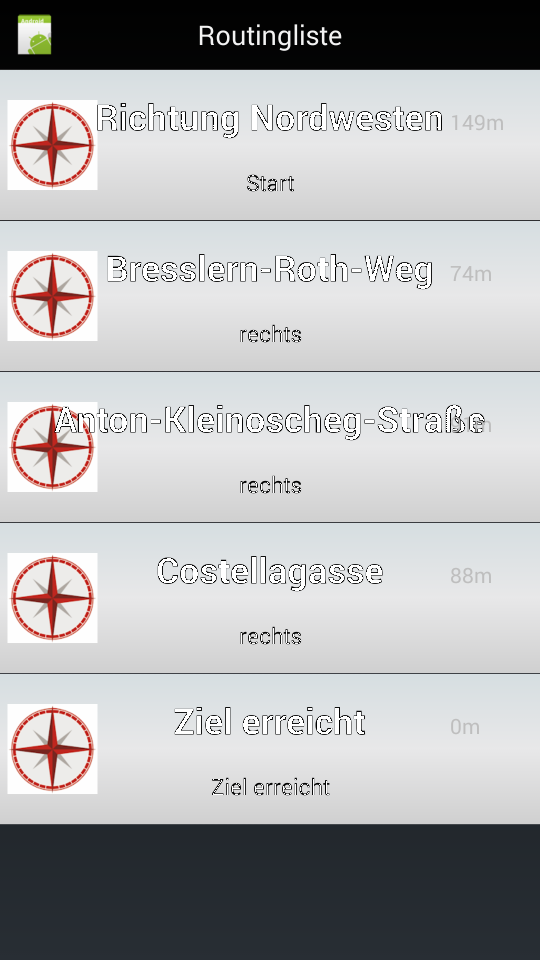 Android
Routingliste
Richtung Nordwesten 149m
Start
Bresslern-Roth-Weg 74m
rechts
Anton-Kleinoscheg-Straße
rechts
Costellagasse 88m
rechts
Ziel erreicht 0m
Ziel erreicht